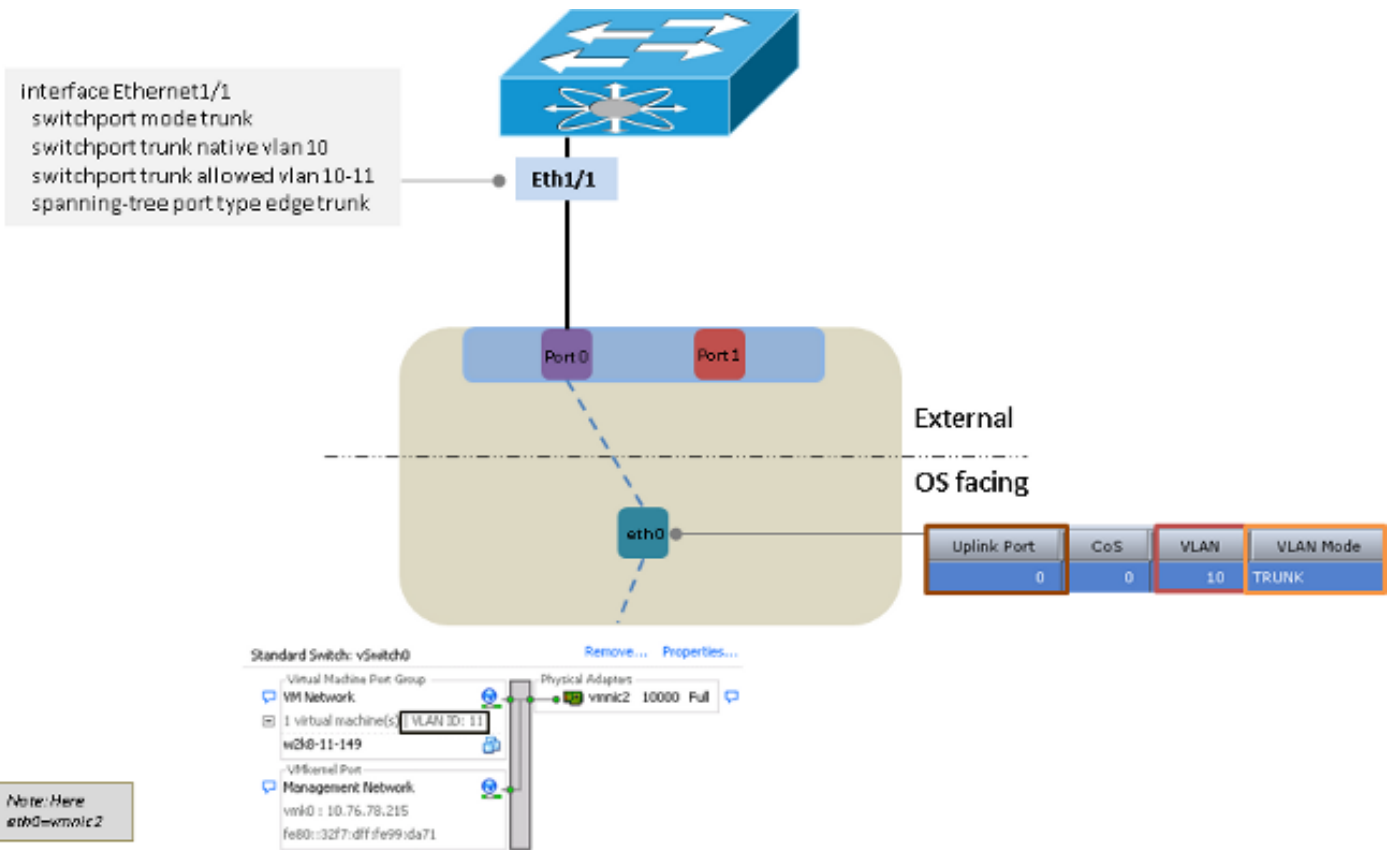 interface Ethernet1/1
switchport mode trunk
switchport trunk native vlan 10
switchport trunk allowed vlan 10-11
spanning-tree port type edge trunk
Eth1/1
Port 0
Port 1
External
OS facing
eth0
Uplink Port CoS VLAN VLAN Mode
0 0 10 TRUNK
Standard Switch: vSwitch0 Remove... Properties...
Virtual Machine Port Group Physical Adapters
VM Network vmnic2 10000 Full
1 virtual machine(s) | VLAN ID: 11
w2k8-11-149
VMkernel Port
Management Network
vmk0 : 10.76.78.215
fe80::32f7:dff:fe99:da71
Note: Here
eth0=vmnic2